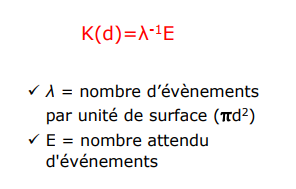 K(d)=λ⁻¹E
✓ λ = nombre d’évènements
par unité de surface (πd²)
✓ E = nombre attendu
d'événements